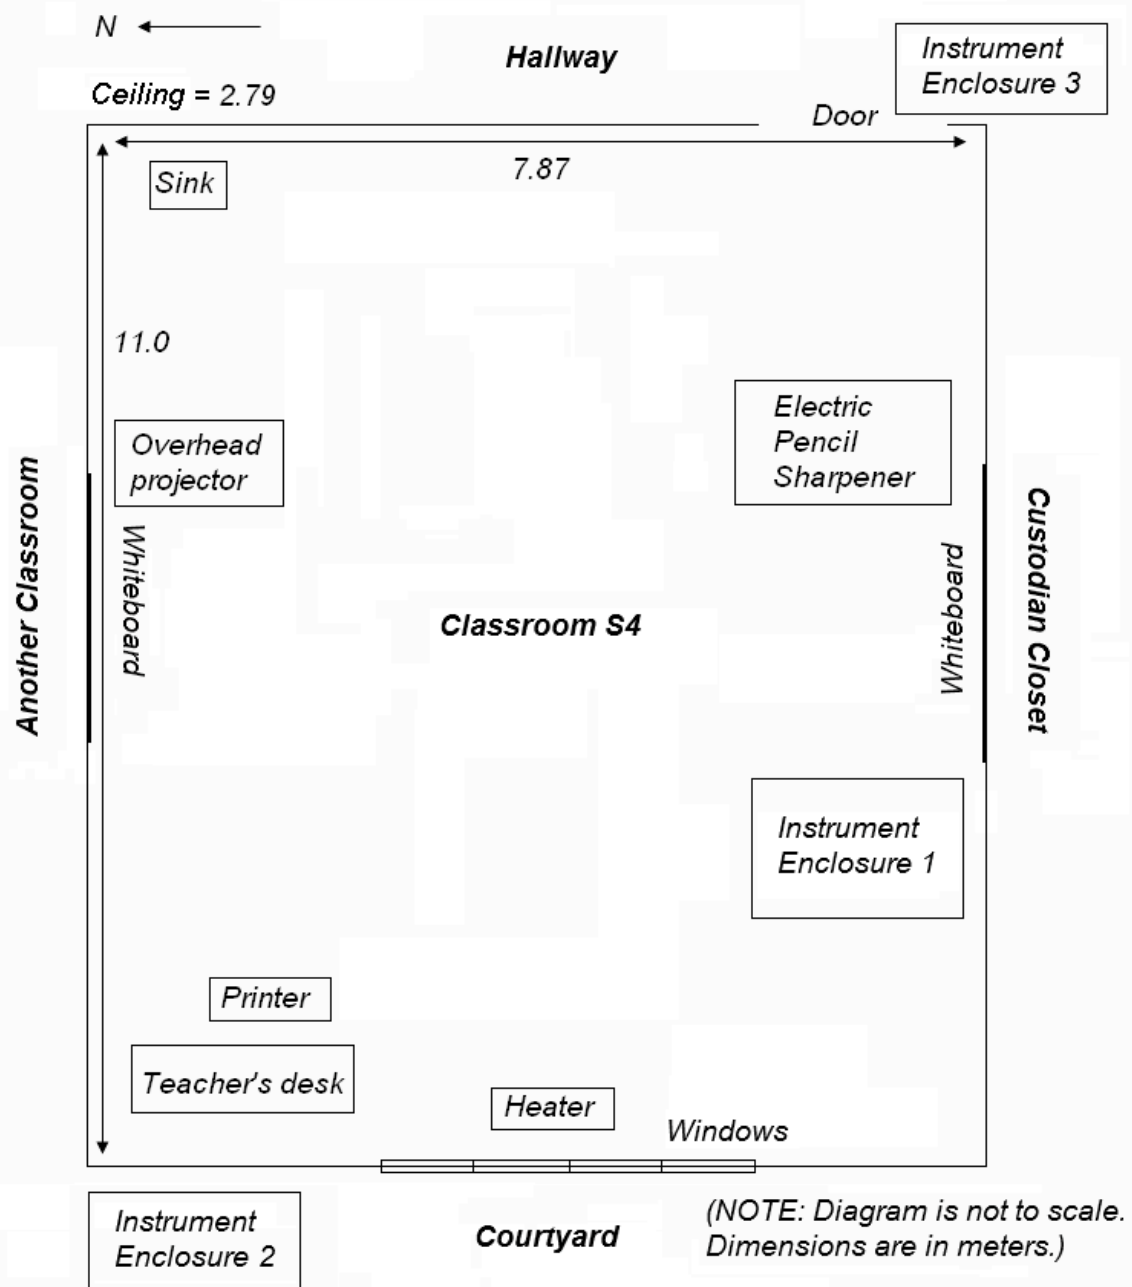 N
Hallway
Instrument
Enclosure 3
Ceiling = 2.79
Door
7.87
Sink
11.0
Electric
Pencil
Sharpener
Overhead
projector
Another Classroom
Whiteboard
Classroom S4
Whiteboard
Custodian Closet
Instrument
Enclosure 1
Printer
Teacher's desk
Heater
Windows
Instrument
Enclosure 2
Courtyard
(NOTE: Diagram is not to scale.
Dimensions are in meters.)